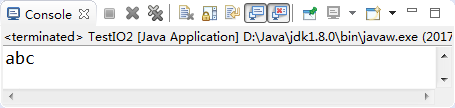 Console
<terminated> TestIO2 [Java Application] D:\Java\jdk1.8.0\bin\javaw.exe (2017
abc